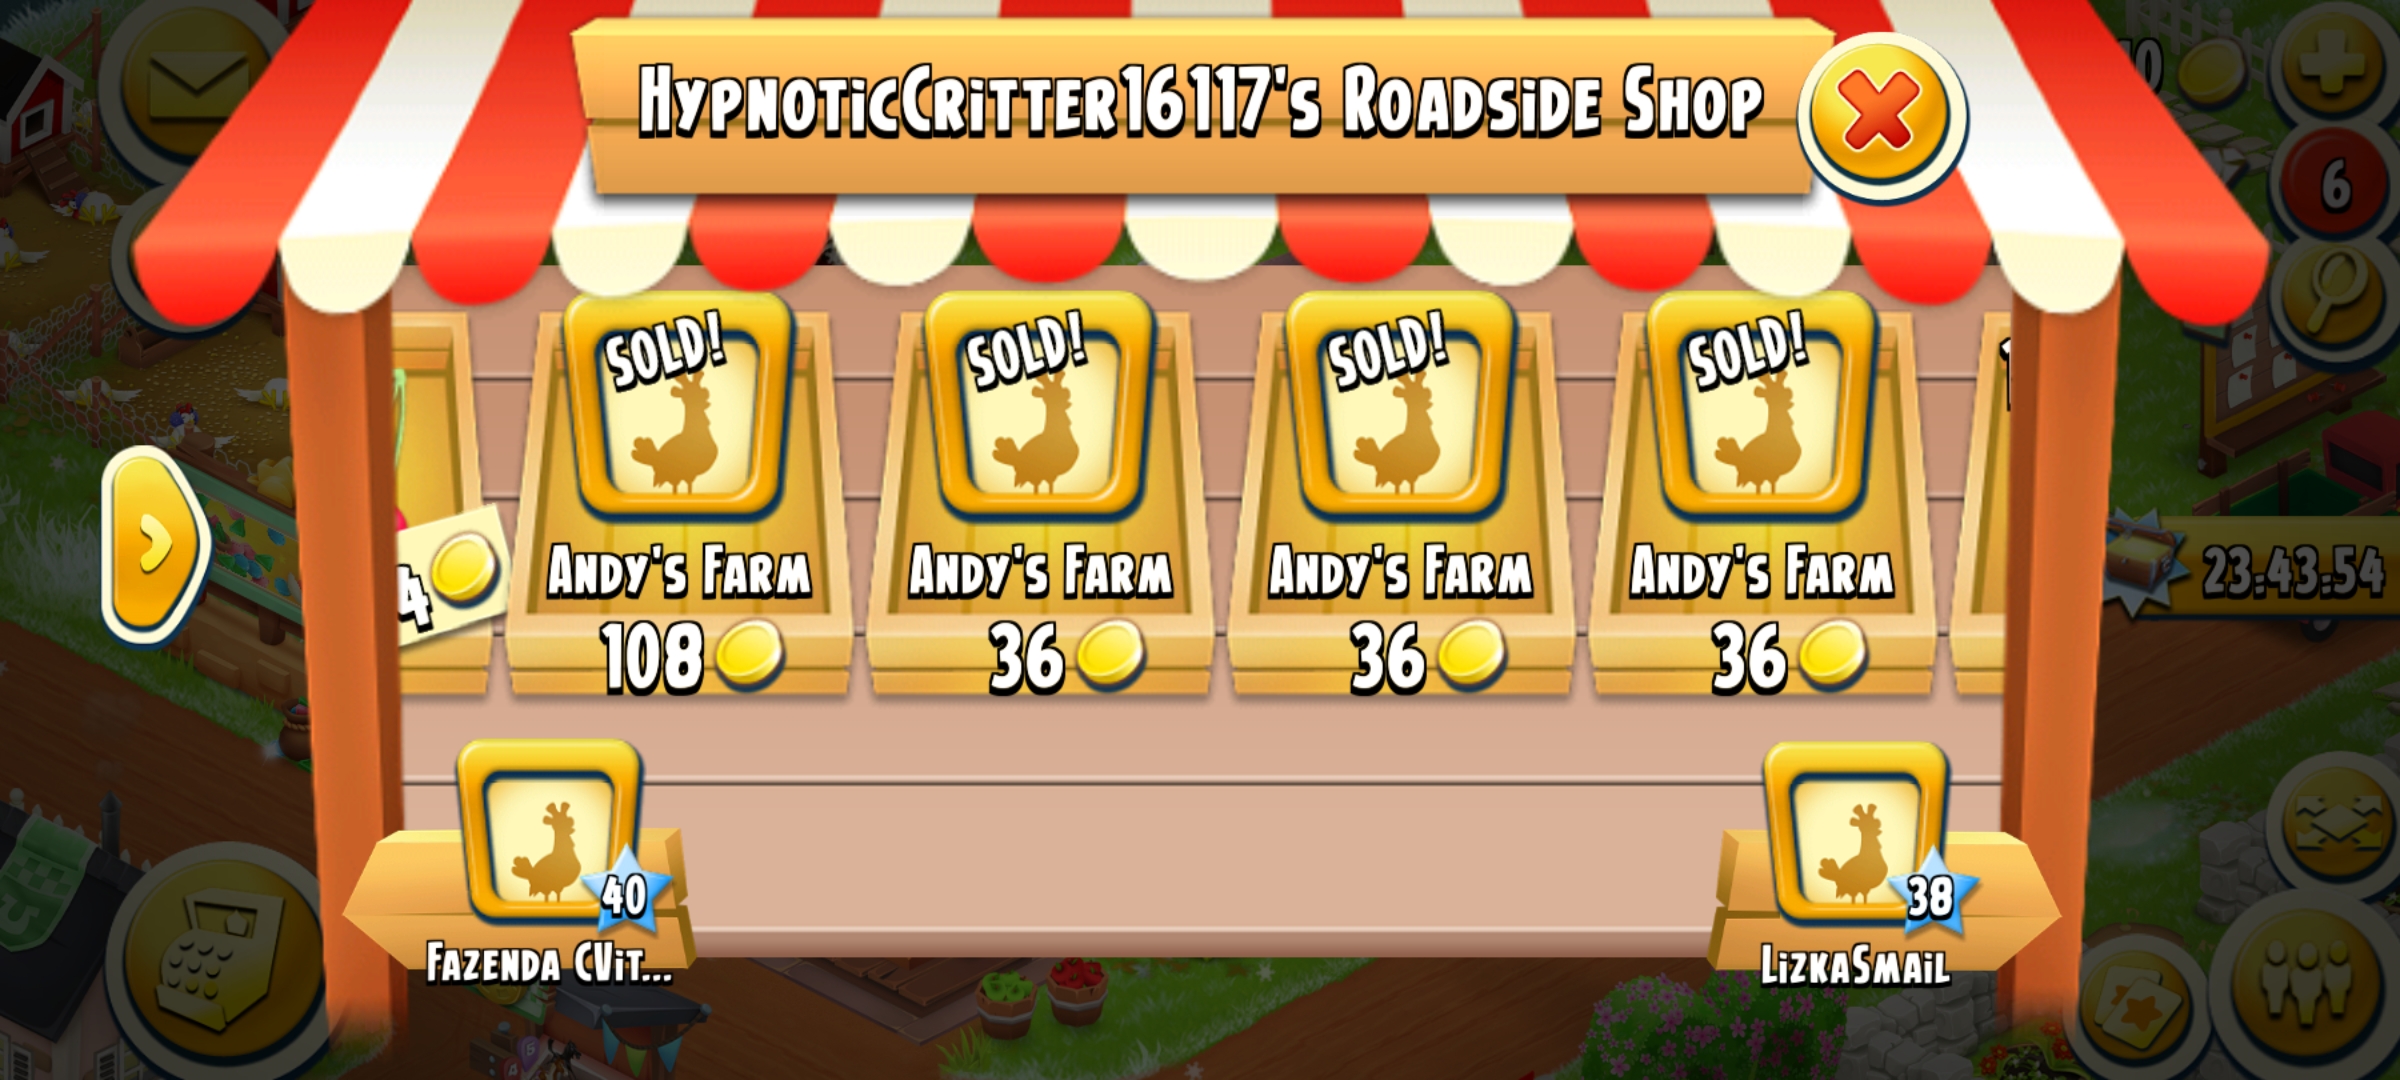 HypnoticCritter16117's Roadside Shop
6
SOLD!
SOLD!
SOLD!
SOLD!
4
Andy's Farm
Andy's Farm
Andy's Farm
Andy's Farm
23:43:54
108
36
36
36
40
Fazenda CVit...
38
LizkaSmail